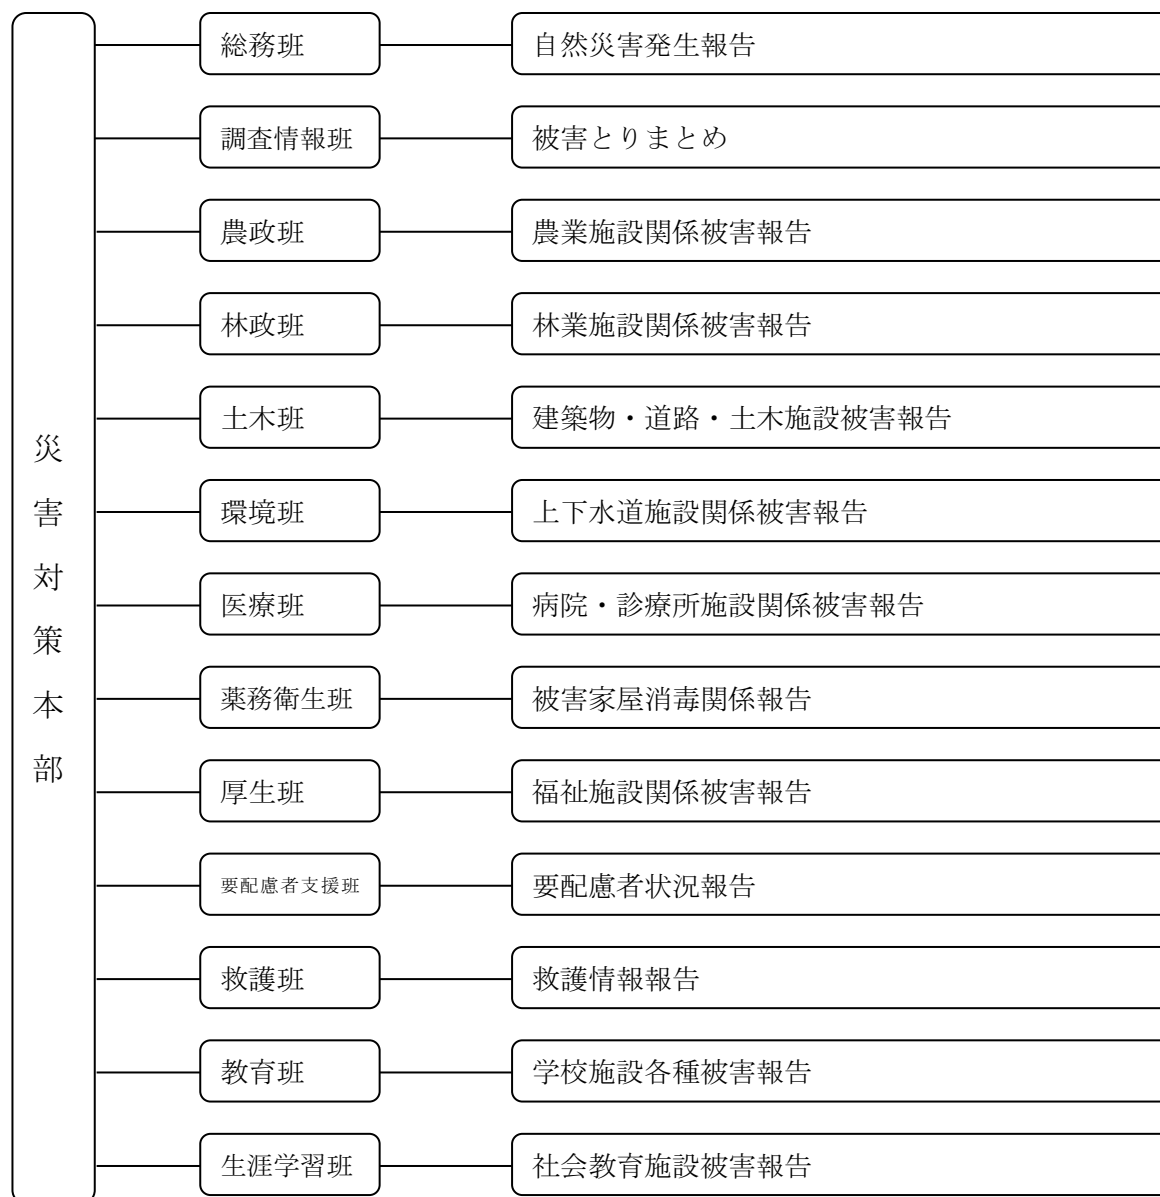 災害対策本部
総務班
自然災害発生報告
調査情報班
被害とりまとめ
農政班
農業施設関係被害報告
林政班
林業施設関係被害報告
土木班
建築物・道路・土木施設被害報告
環境班
上下水道施設関係被害報告
医療班
病院・診療所施設関係被害報告
薬務衛生班
被害家屋消毒関係報告
厚生班
福祉施設関係被害報告
要配慮者支援班
要配慮者状況報告
救護班
救護情報報告
教育班
学校施設各種被害報告
生涯学習班
社会教育施設被害報告